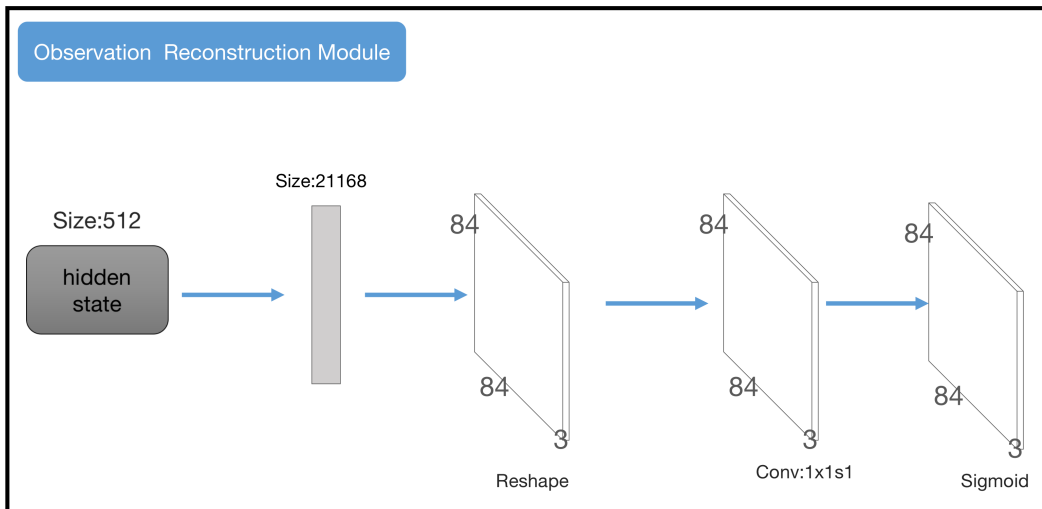 Observation Reconstruction Module
Size:21168
Size:512
hidden
state
84
84
3
Reshape
84
84
3
Conv:1x1s1
84
84
3
Sigmoid